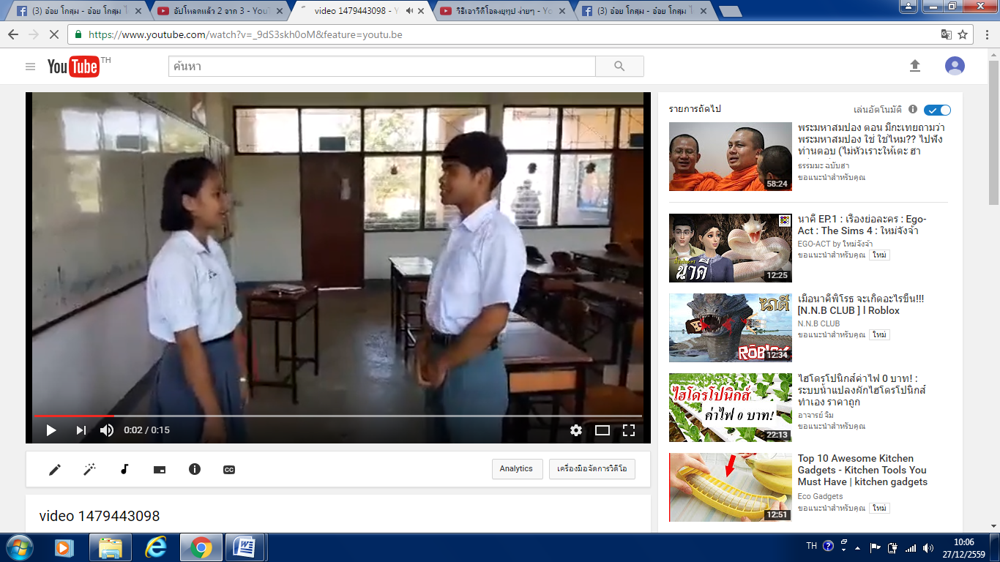 (3) อ้อย โกสุม - อ้อย โกสุม
อัปโหลดแล้ว 2 จาก 3 - YouT
video 1479443098 - Y
วิธีเอาวิดีโอลงยูทูป ง่ายๆ - Yo
(3) อ้อย โกสุม - อ้อย โกสุม
https://www.youtube.com/watch?v=_9dS3skh0oM&feature=youtu.be
YouTube TH
ค้นหา
รายการถัดไป
เล่นอัตโนมัติ
พระมหาสมปอง ตอน มีกะเทยถามว่า
พระมหาสมปอง ใช่ ใช่ไหม?? ไปฟัง
ท่านตอบ (ไม่หัวเราะให้เตะ ฮา
ธรรมมะ ฉบับฮา
ขอแนะนำสำหรับคุณ
58:24
นาคี EP.1 : เรื่องย่อละคร : Ego-
Act : The Sims 4 : ใหม่จังจ้า
EGO-ACT by ใหม่จังจ้า
ขอแนะนำสำหรับคุณ ใหม่
นาคี
12:25
เมื่อนาคีพิโรธ จะเกิดอะไรขึ้น!!!
[N.N.B CLUB ] l Roblox
N.N.B CLUB
ขอแนะนำสำหรับคุณ ใหม่
นาคี
ROBLOX
12:34
ไฮโดรโปนิกส์ค่าไฟ 0 บาท! :
ระบบน้ำแปลงผักไฮโดรโปนิกส์
ทำเอง ราคาถูก
อาจารย์ จิม
ขอแนะนำสำหรับคุณ
ไฮโดรโปนิกส์
ค่าไฟ 0 บาท!
22:13
Top 10 Awesome Kitchen
Gadgets - Kitchen Tools You
Must Have | kitchen gadgets
Eco Gadgets
ขอแนะนำสำหรับคุณ ใหม่
12:51
0:02 / 0:15
CC
Analytics
เครื่องมือจัดการวิดีโอ
video 1479443098
TH
10:06
27/12/2559